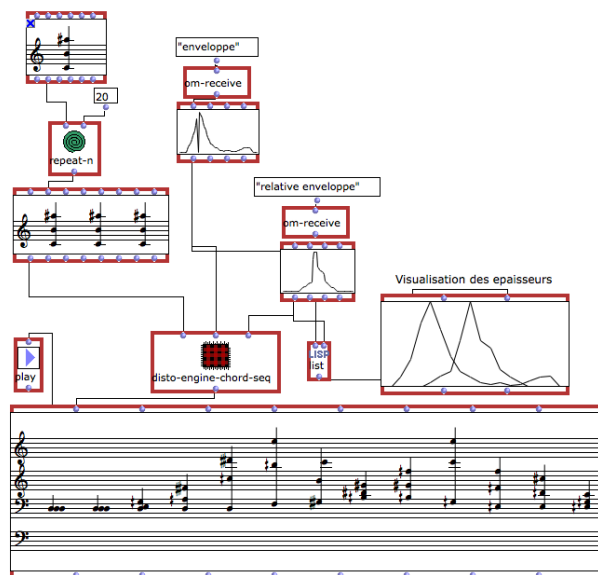 "enveloppe"
om-receive
20
repeat-n
"relative enveloppe"
om-receive
Visualisation des epaisseurs
play
disto-engine-chord-seq
LISP
list